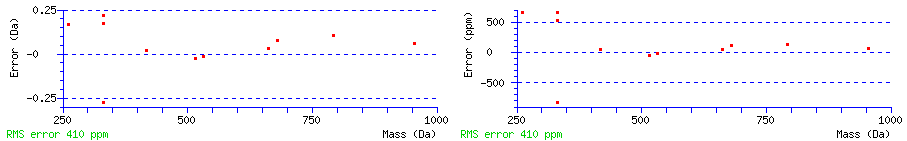 0.25
Error (Da)
-0
-0.25
250 500 750 1000
RMS error 410 ppm Mass (Da)
500
Error (ppm)
0
-500
250 500 750 1000
RMS error 410 ppm Mass (Da)